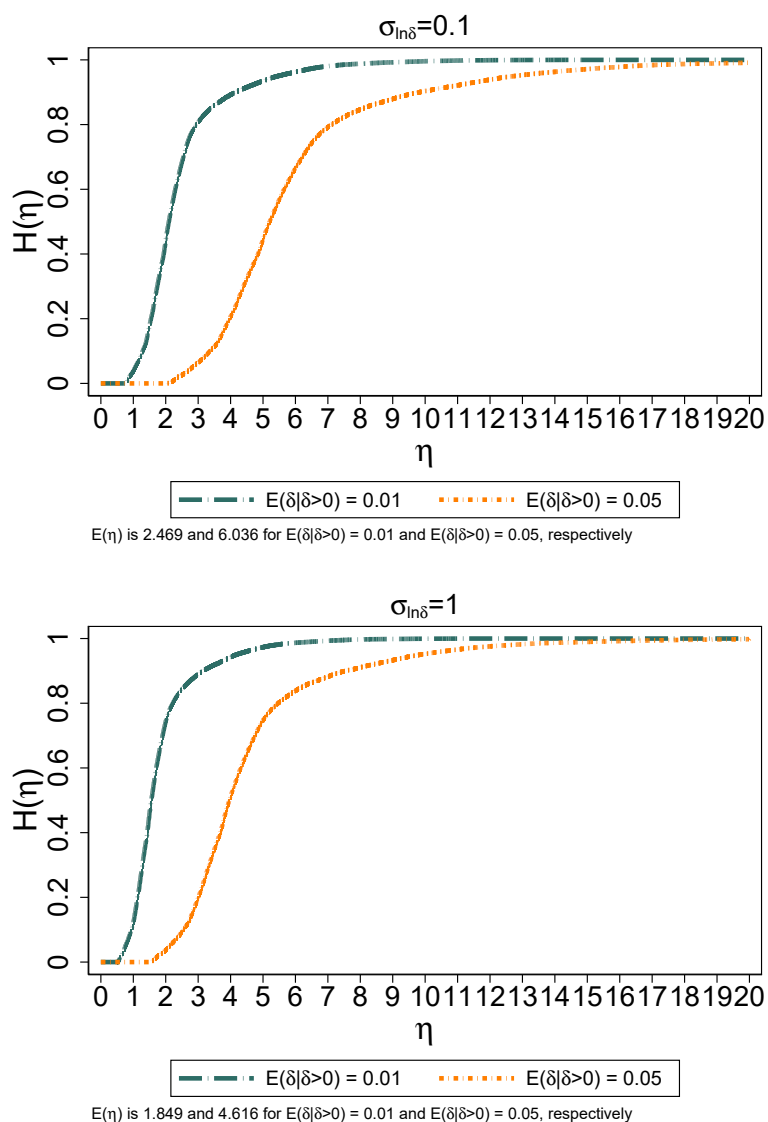 σlnδ=0.1
H(η)
1
0.8
0.6
0.4
0.2
0
0 1 2 3 4 5 6 7 8 9 10 11 12 13 14 15 16 17 18 19 20
η
E(δ|δ>0) = 0.01 E(δ|δ>0) = 0.05
E(η) is 2.469 and 6.036 for E(δ|δ>0) = 0.01 and E(δ|δ>0) = 0.05, respectively
σlnδ=1
H(η)
1
0.8
0.6
0.4
0.2
0
0 1 2 3 4 5 6 7 8 9 10 11 12 13 14 15 16 17 18 19 20
η
E(δ|δ>0) = 0.01 E(δ|δ>0) = 0.05
E(η) is 1.849 and 4.616 for E(δ|δ>0) = 0.01 and E(δ|δ>0) = 0.05, respectively